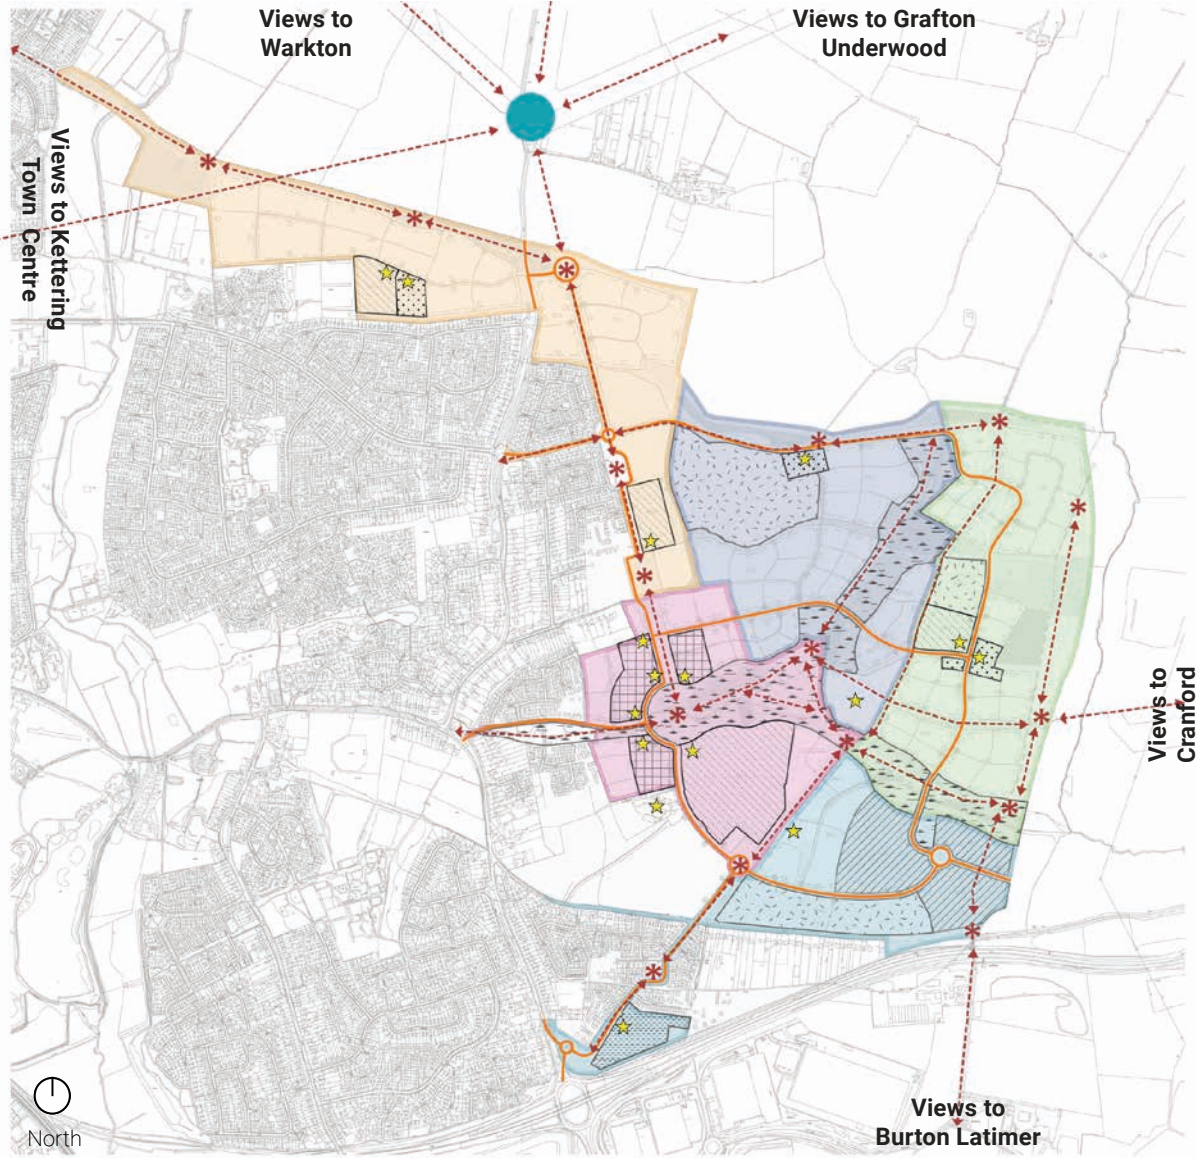 Views to
Warkton
Views to Grafton
Underwood
Views to Kettering
Town Centre
Views to
Cranford
Views to
Burton Latimer
North